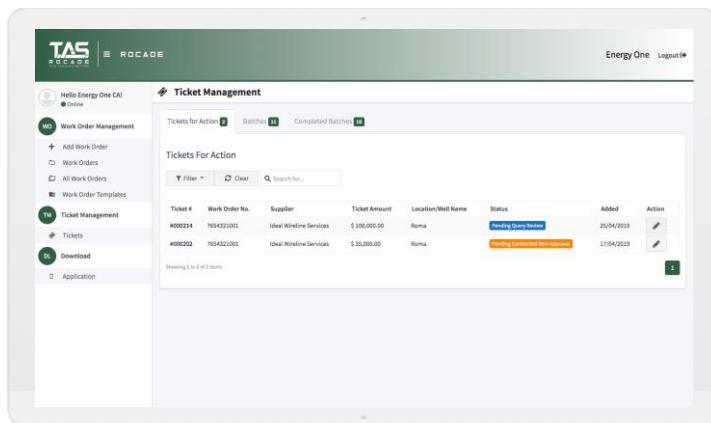 TAS
ROCADE
ROCADE
Energy One Logout
Hello Energy One CA!
Online
WO Work Order Management
Add Work Order
Work Orders
All Work Orders
Work Order Templates
TM Ticket Management
Tickets
DL Download
Application
Ticket Management
Tickets for Action 2 Batches 11 Completed Batches
Tickets For Action
Filter Clear Search for...
Ticket # Work Order No. Supplier Ticket Amount Location/Well Name Status Added Action
#000214 7654321001 Ideal Wireline Services $ 100,000.00 Roma Pending Query Review 25/04/2019
#000202 7654321001 Ideal Wireline Services $ 35,000.00 Roma Pending Contracted Item Approval 17/04/2019
Showing 1 to 2 of 2 items
1